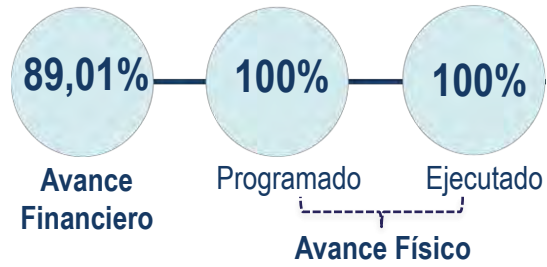 89,01%
100%
100%
Avance
Financiero
Programado
Ejecutado
Avance Físico